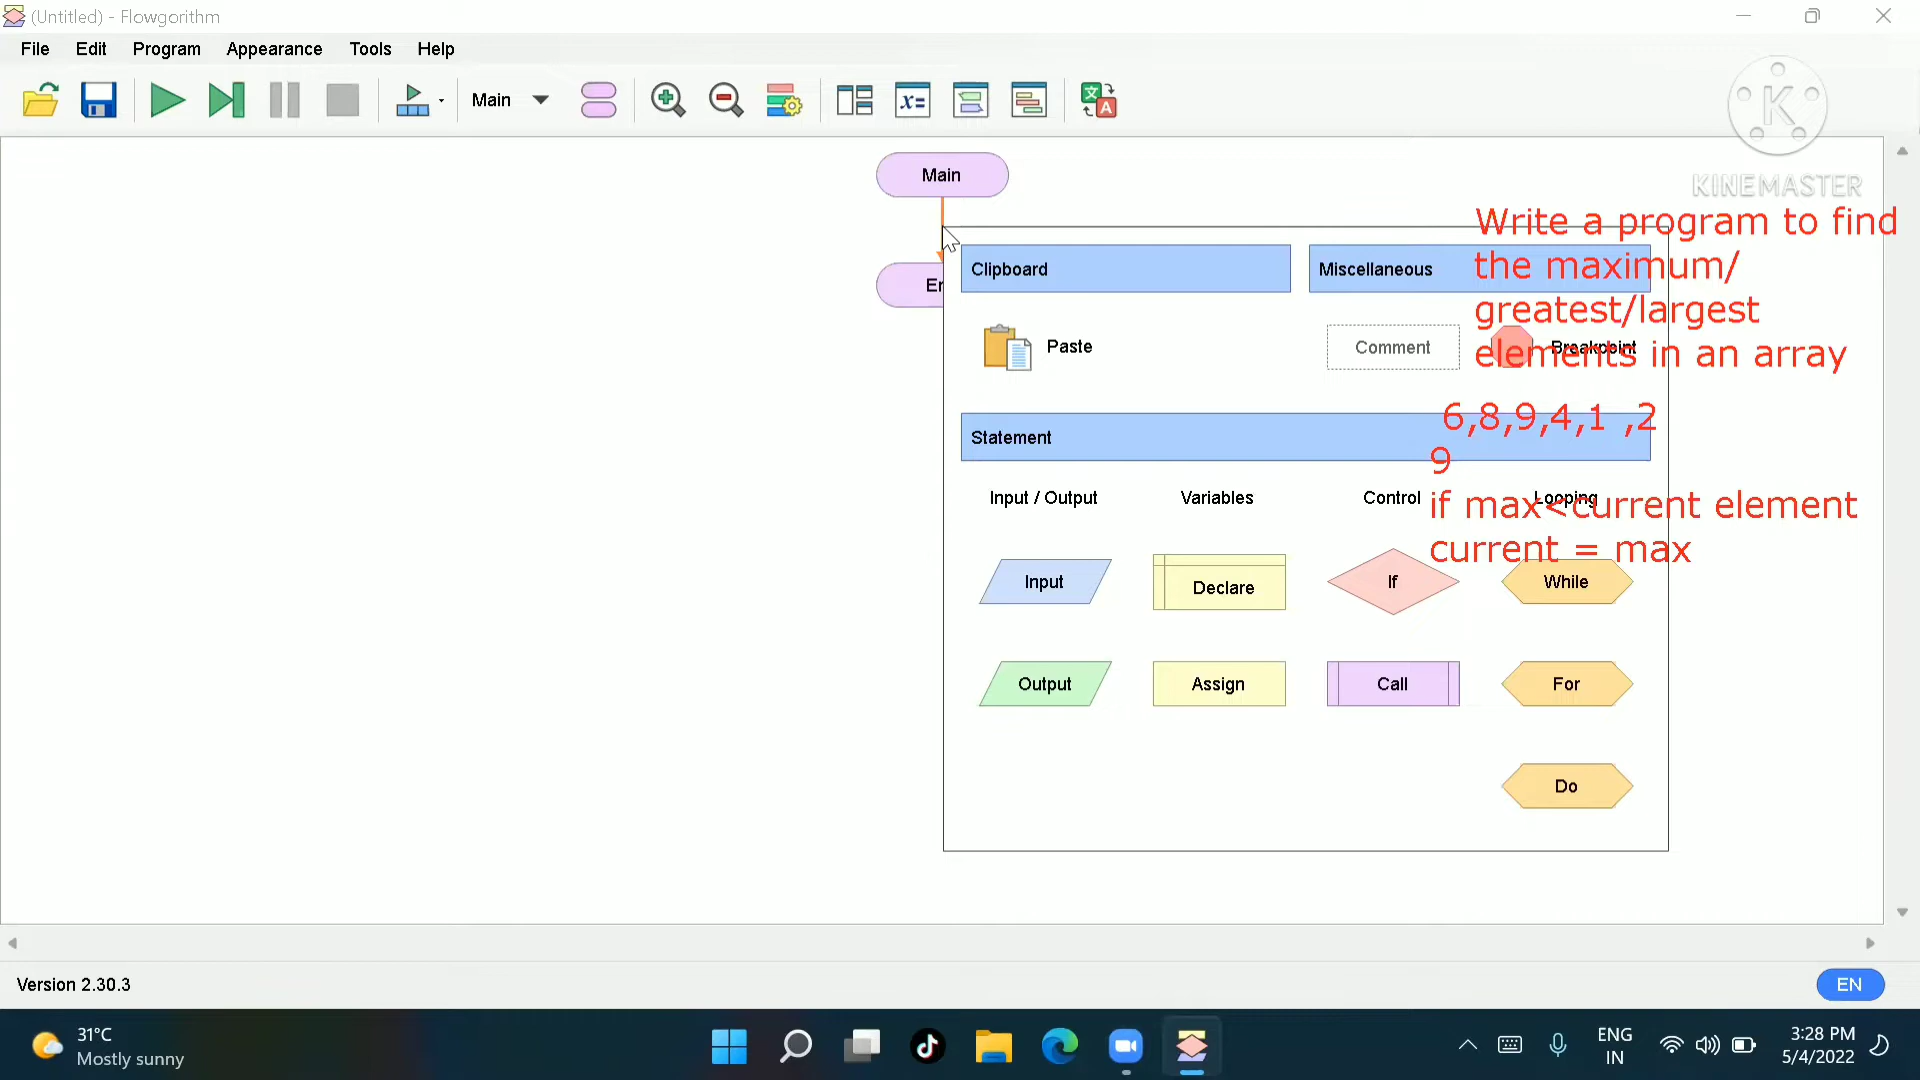 (Untitled) - Flowgorithm
File Edit Program Appearance Tools Help
Main
KINEMASTER
Main
Write a program to find
the maximum/
greatest/largest
elements in an array
Clipboard Miscellaneous
Paste Comment Breakpoint
6,8,9,4,1 ,2
9
Statement
if max<current element
current = max
Input / Output Variables Control Looping
Input Declare If While
Output Assign Call For
Do
Version 2.30.3
EN
31°C
Mostly sunny
ENG
IN
3:28 PM
5/4/2022